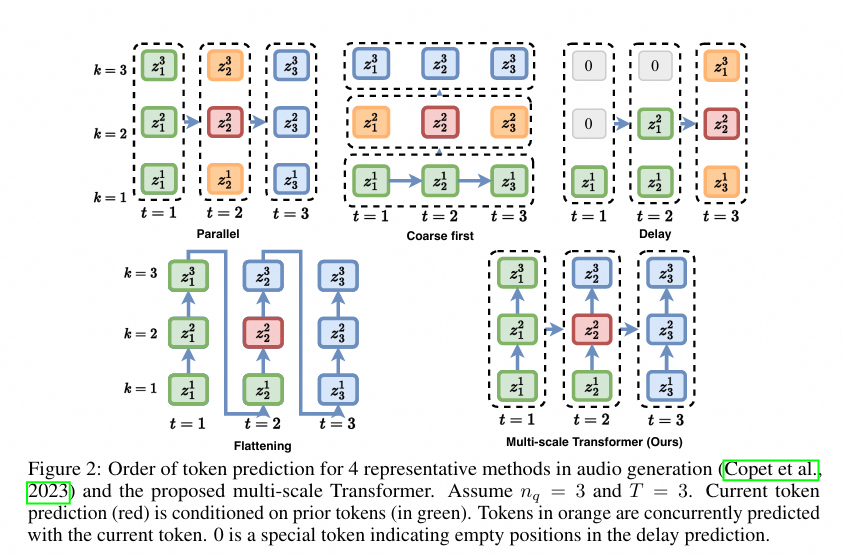 k = 3 z_1^3 z_2^3 z_3^3 z_1^3 z_2^3 z_3^3 0 0 z_1^3
k = 2 z_1^2 z_2^2 z_3^2 z_1^2 z_2^2 z_3^2 0 z_1^2 z_2^2
k = 1 z_1^1 z_2^1 z_3^1 z_1^1 z_2^1 z_3^1 z_1^1 z_2^1 z_3^1
t = 1 t = 2 t = 3 t = 1 t = 2 t = 3 t = 1 t = 2 t = 3
Parallel Coarse first Delay
k = 3 z_1^3 z_2^3 z_3^3 z_1^3 z_2^3 z_3^3
k = 2 z_1^2 z_2^2 z_3^2 z_1^2 z_2^2 z_3^2
k = 1 z_1^1 z_2^1 z_3^1 z_1^1 z_2^1 z_3^1
t = 1 t = 2 t = 3 t = 1 t = 2 t = 3
Flattening Multi-scale Transformer (Ours)
Figure 2: Order of token prediction for 4 representative methods in audio generation (Copet et al.,
2023) and the proposed multi-scale Transformer. Assume n_q = 3 and T = 3. Current token
prediction (red) is conditioned on prior tokens (in green). Tokens in orange are concurrently predicted
with the current token. 0 is a special token indicating empty positions in the delay prediction.